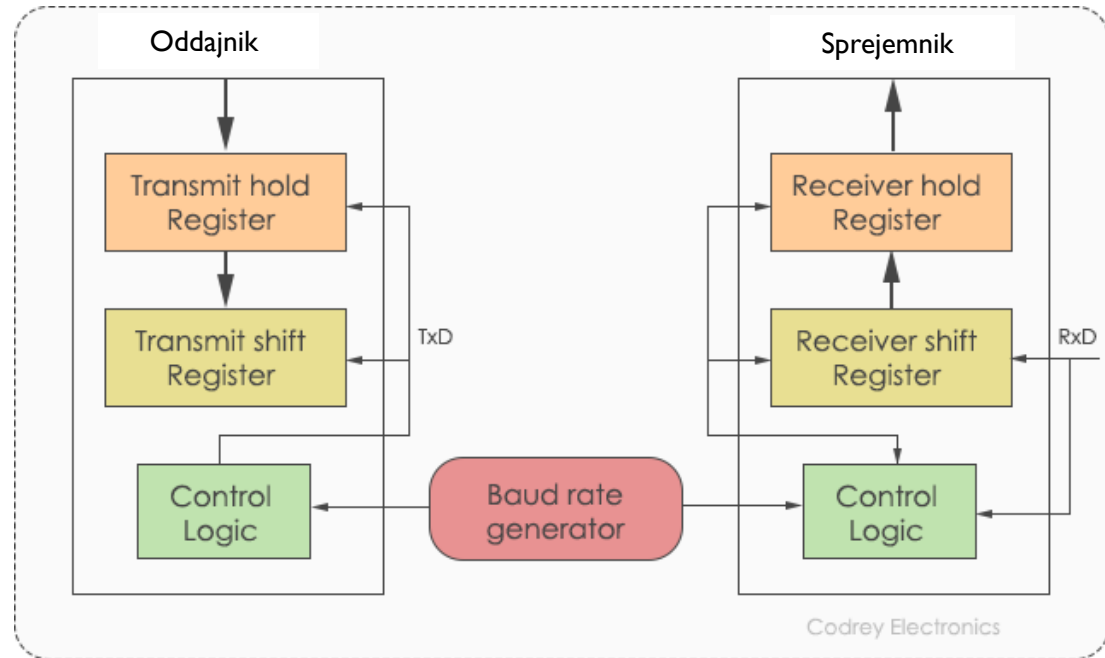 Oddajnik
Sprejemnik
Transmit hold
Register
Receiver hold
Register
Transmit shift
Register
TxD
Receiver shift
Register
RxD
Control
Logic
Baud rate
generator
Control
Logic
Codrey Electronics